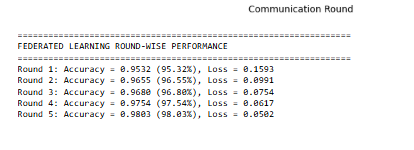 Communication Round
======================================================================
FEDERATED LEARNING ROUND-WISE PERFORMANCE
======================================================================
Round 1: Accuracy = 0.9532 (95.32%), Loss = 0.1593
Round 2: Accuracy = 0.9655 (96.55%), Loss = 0.0991
Round 3: Accuracy = 0.9680 (96.80%), Loss = 0.0754
Round 4: Accuracy = 0.9754 (97.54%), Loss = 0.0617
Round 5: Accuracy = 0.9803 (98.03%), Loss = 0.0502